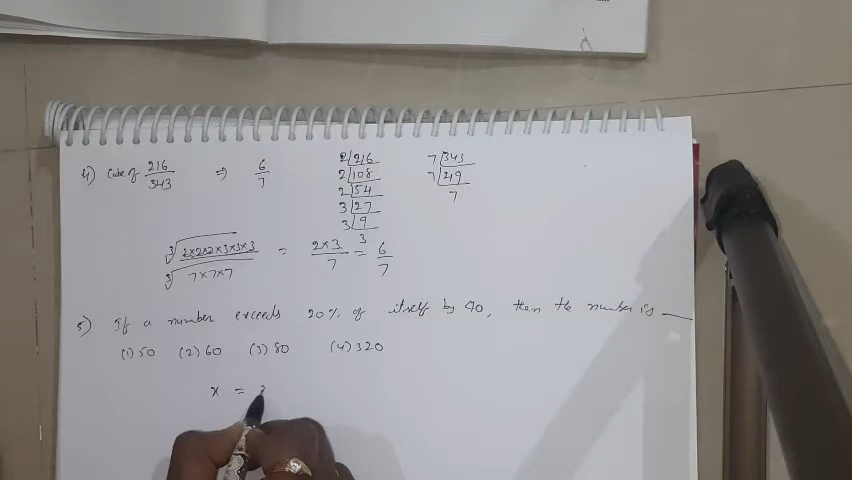 4) Cube of 216/343 ⇒ 6/7
2|216
2|108
2|54
3|27
3|9
3
7|343
7|49
7
∛(2×2×2×3×3×3) / ∛(7×7×7) = 2×3/7 = 6/7
5) If a number exceeds 20% of itself by 40, then the number is ___
(1) 50 (2) 60 (3) 80 (4) 320
x =